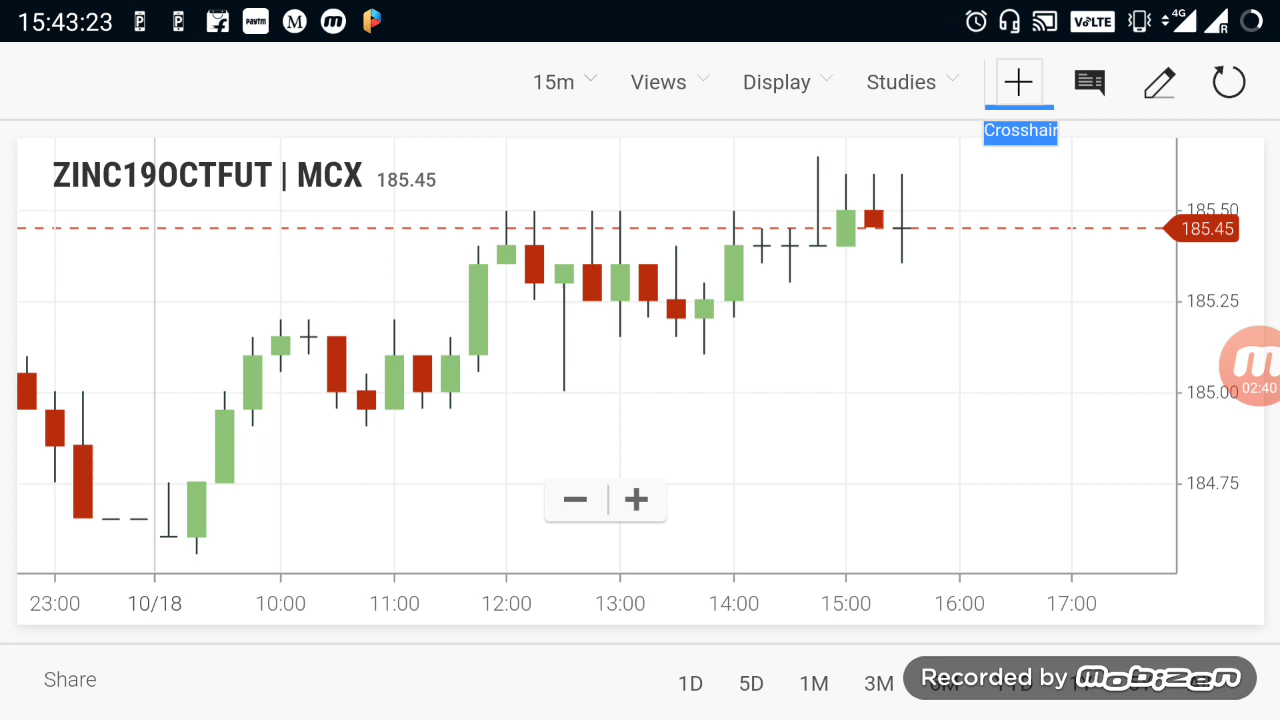 15:43:23 P P Paytm M m P VoLTE 4G R
15m Views Display Studies
Crosshair
ZINC19OCTFUT | MCX 185.45
185.50
185.45
185.25
185.00
184.75
m
02:40
23:00 10/18 10:00 11:00 12:00 13:00 14:00 15:00 16:00 17:00
Share 1D 5D 1M 3M
Recorded by mobizen